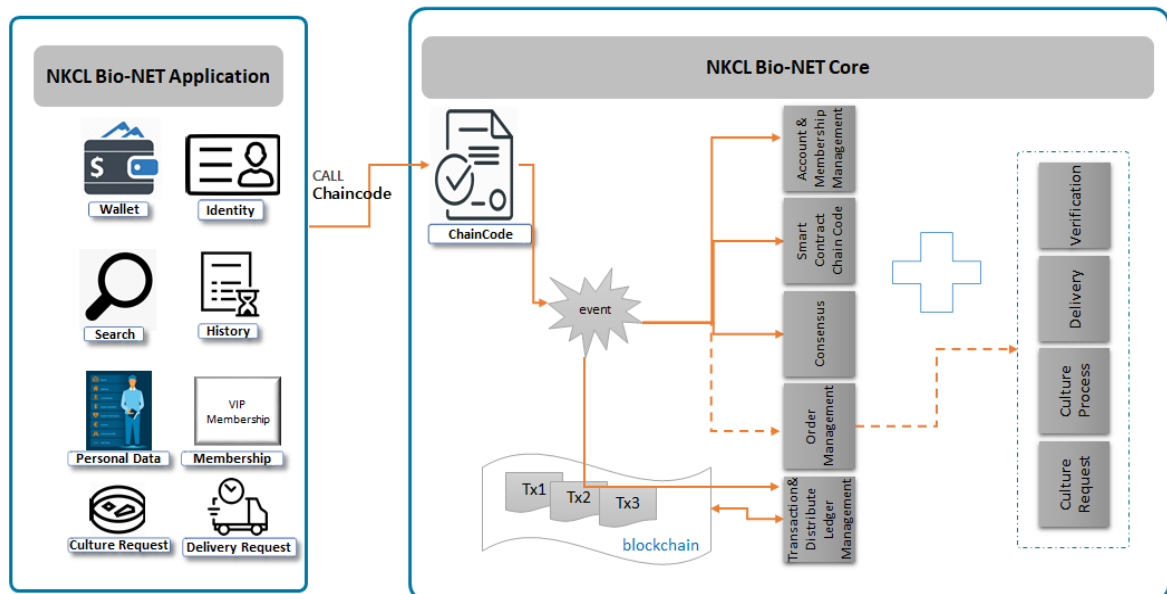 NKCL Bio-NET Application
Wallet
Identity
Search
History
VIP
Membership
Personal Data
Membership
Culture Request
Delivery Request
CALL
Chaincode
NKCL Bio-NET Core
ChainCode
event
Account &
Membership
Management
Smart
Contract
Chain Code
Consensus
Order
Management
Transaction&
Distribute
Ledger
Management
Tx1
Tx2
Tx3
blockchain
Verification
Delivery
Culture
Process
Culture
Request